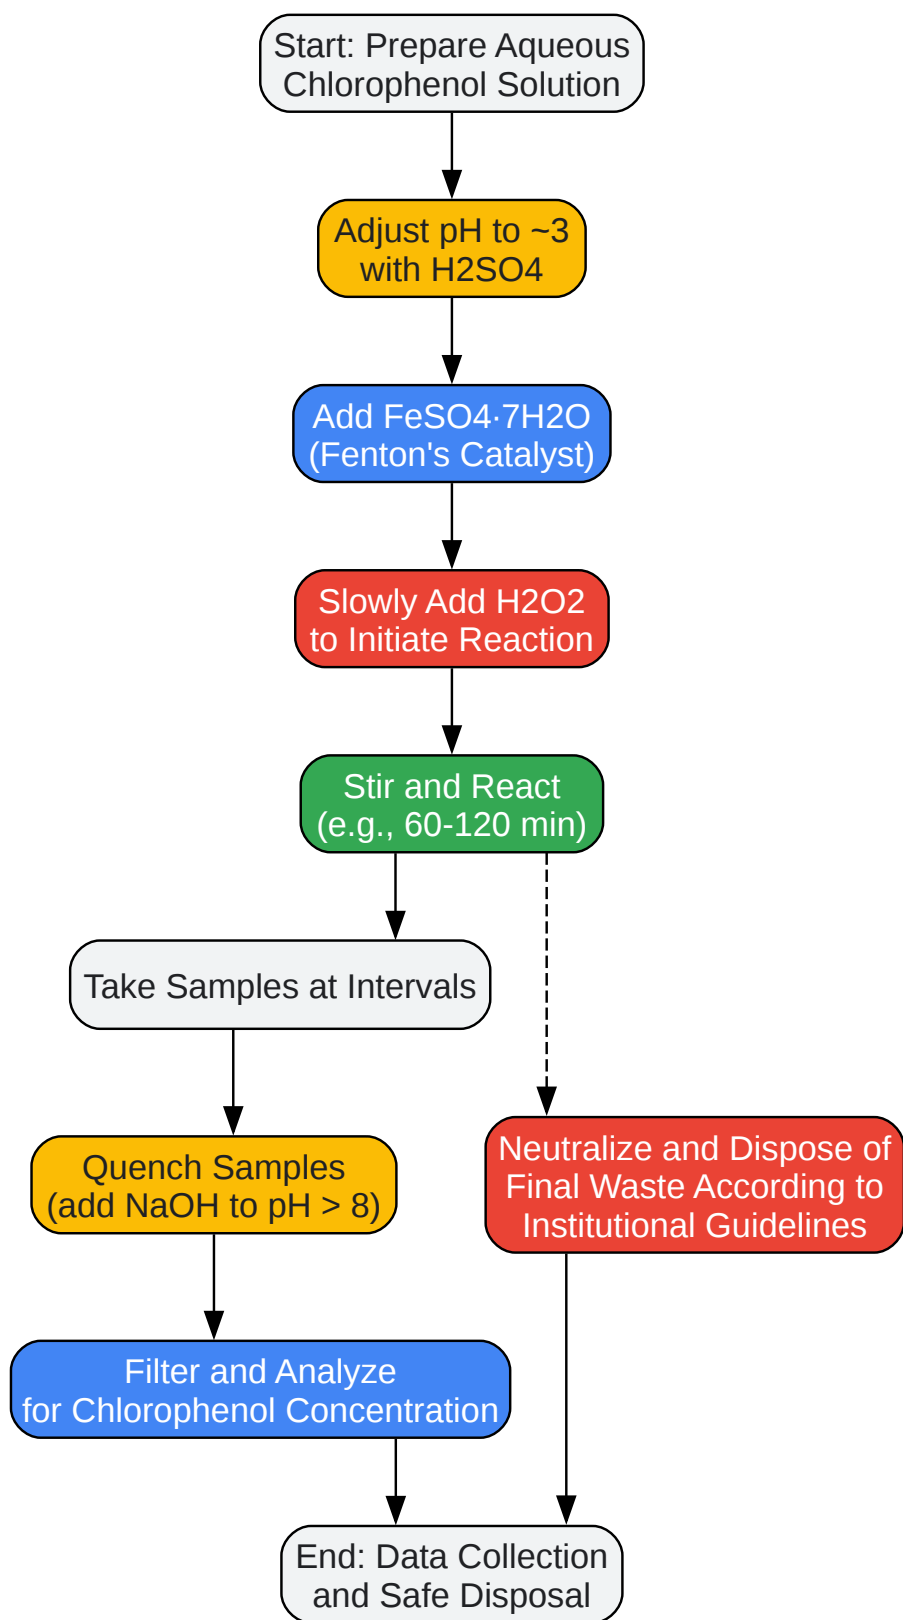 Start: Prepare Aqueous
Chlorophenol Solution
Adjust pH to ~3
with H2SO4
Add FeSO4·7H2O
(Fenton's Catalyst)
Slowly Add H2O2
to Initiate Reaction
Stir and React
(e.g., 60-120 min)
Take Samples at Intervals
Quench Samples
(add NaOH to pH > 8)
Neutralize and Dispose of
Final Waste According to
Institutional Guidelines
Filter and Analyze
for Chlorophenol Concentration
End: Data Collection
and Safe Disposal